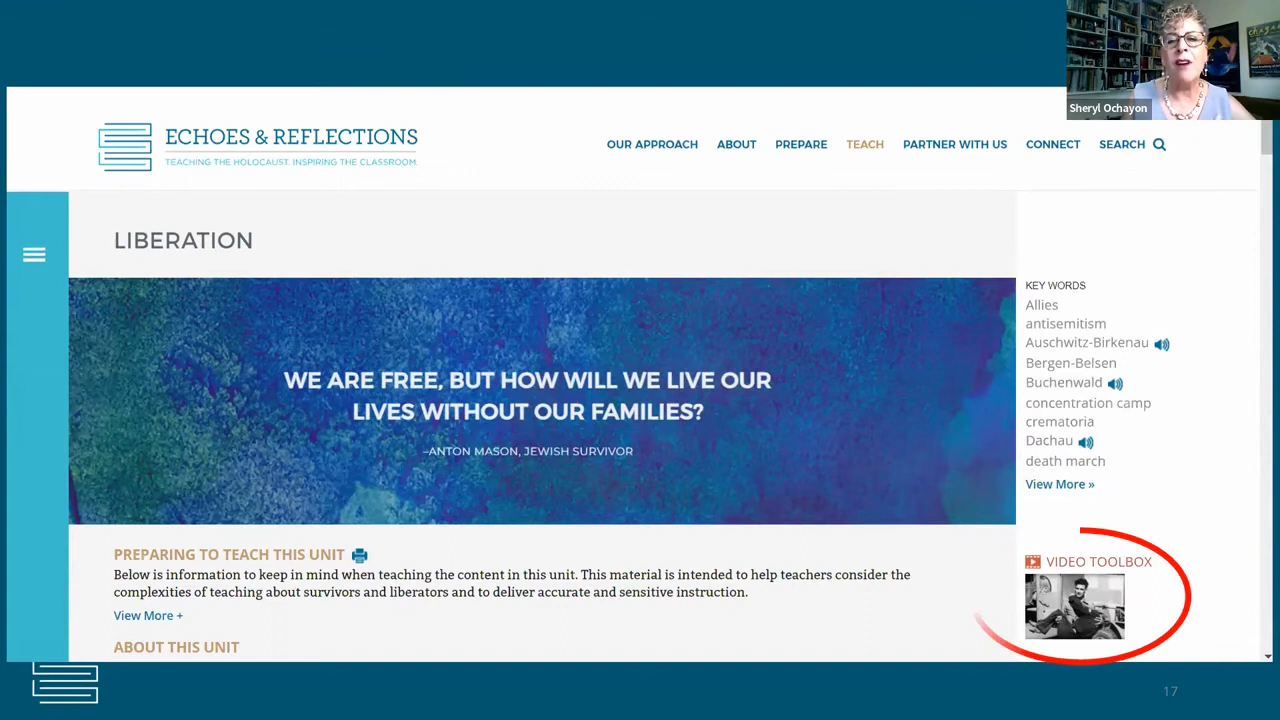 Sheryl Ochayon
ECHOES & REFLECTIONS
TEACHING THE HOLOCAUST. INSPIRING THE CLASSROOM.
OUR APPROACH ABOUT PREPARE TEACH PARTNER WITH US CONNECT SEARCH
LIBERATION
WE ARE FREE, BUT HOW WILL WE LIVE OUR
LIVES WITHOUT OUR FAMILIES?
–ANTON MASON, JEWISH SURVIVOR
KEY WORDS
Allies
antisemitism
Auschwitz-Birkenau
Bergen-Belsen
Buchenwald
concentration camp
crematoria
Dachau
death march
View More »
PREPARING TO TEACH THIS UNIT
Below is information to keep in mind when teaching the content in this unit. This material is intended to help teachers consider the
complexities of teaching about survivors and liberators and to deliver accurate and sensitive instruction.
View More +
ABOUT THIS UNIT
VIDEO TOOLBOX
17